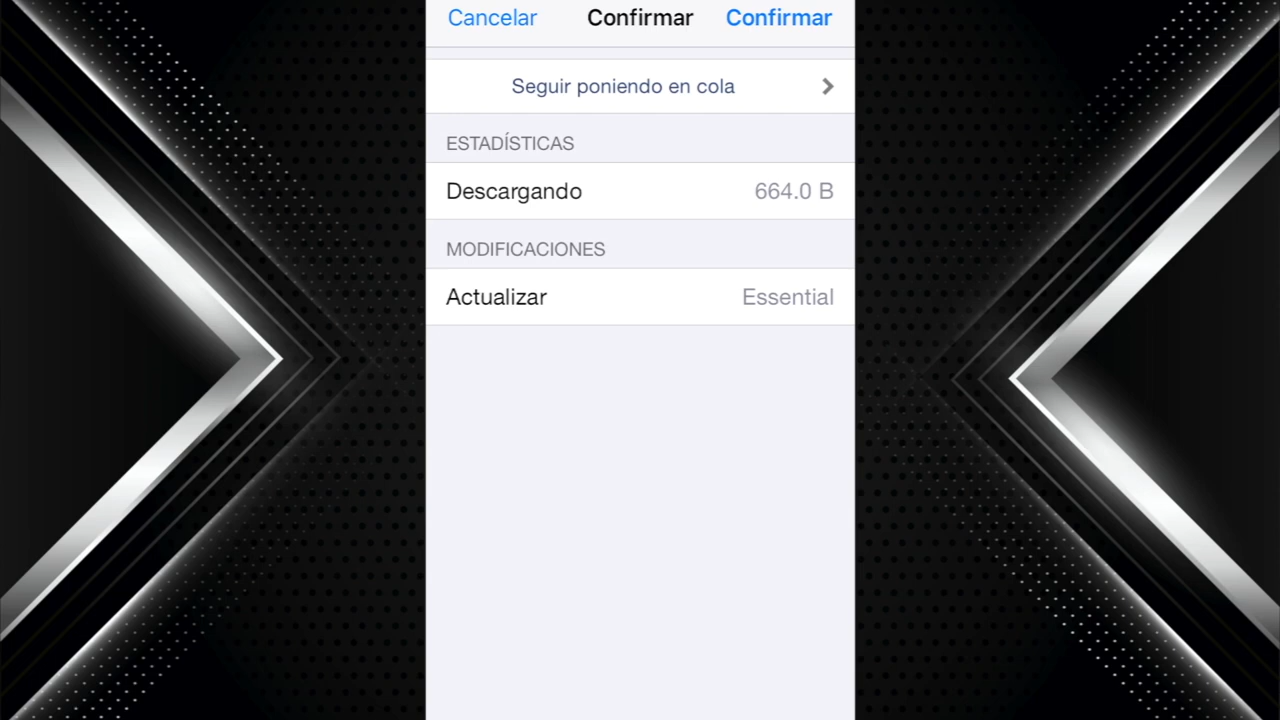 Cancelar Confirmar Confirmar
Seguir poniendo en cola
ESTADÍSTICAS
Descargando 664.0 B
MODIFICACIONES
Actualizar Essential